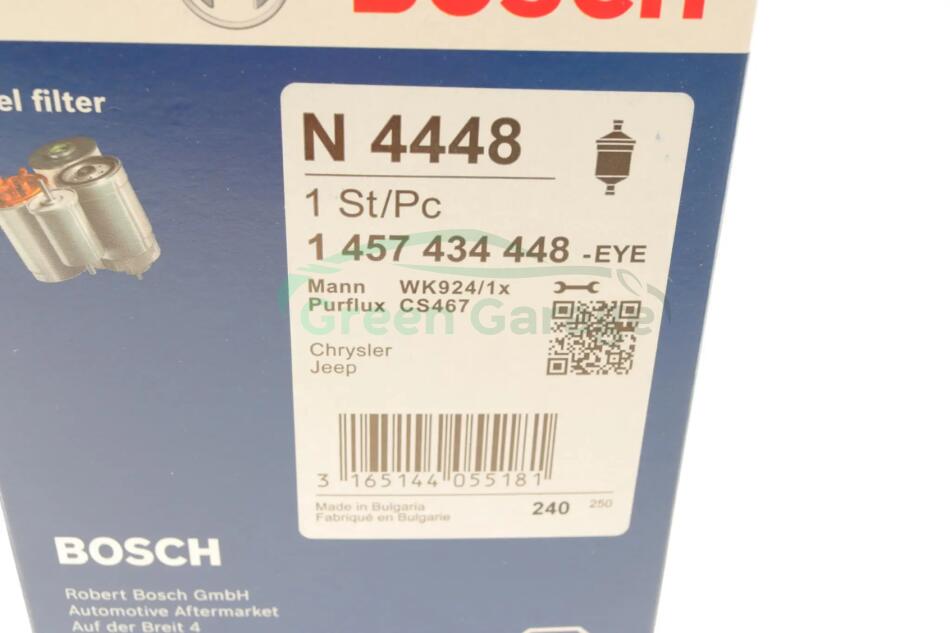 BOSCH
el filter
N 4448
1 St/Pc
1 457 434 448 -EYE
Mann WK924/1x
Purflux CS467
Green Garage
Chrysler
Jeep
3 165144 055181
Made in Bulgaria
Fabriqué en Bulgarie
240 250
BOSCH
Robert Bosch GmbH
Automotive Aftermarket
Auf der Breit 4